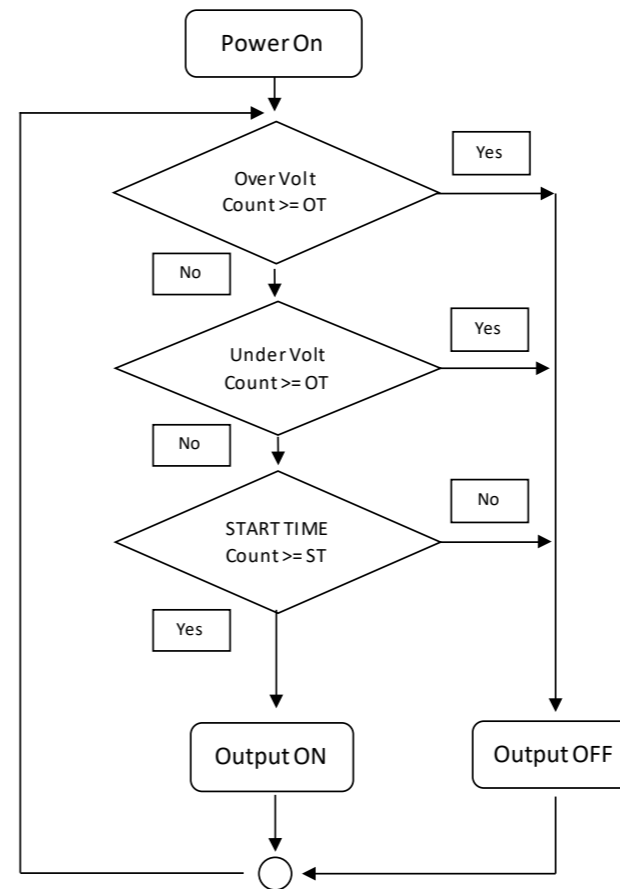 Power On
Over Volt
Count >= OT
Yes
No
Under Volt
Count >= OT
Yes
No
START TIME
Count >= ST
No
Yes
Output ON
Output OFF